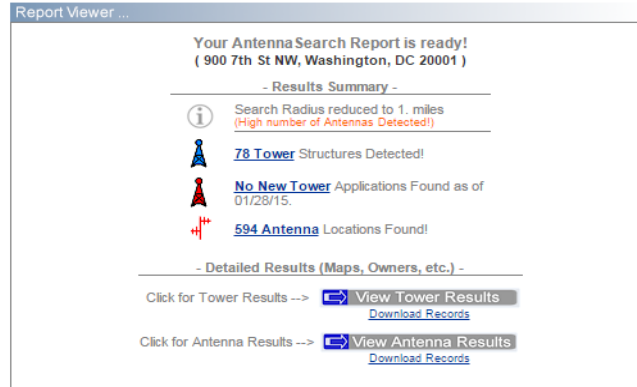 Report Viewer ...
Your AntennaSearch Report is ready!
( 900 7th St NW, Washington, DC 20001 )
- Results Summary -
Search Radius reduced to 1. miles
(High number of Antennas Detected!)
78 Tower Structures Detected!
No New Tower Applications Found as of
01/28/15.
594 Antenna Locations Found!
- Detailed Results (Maps, Owners, etc.) -
Click for Tower Results --> View Tower Results
Download Records
Click for Antenna Results --> View Antenna Results
Download Records